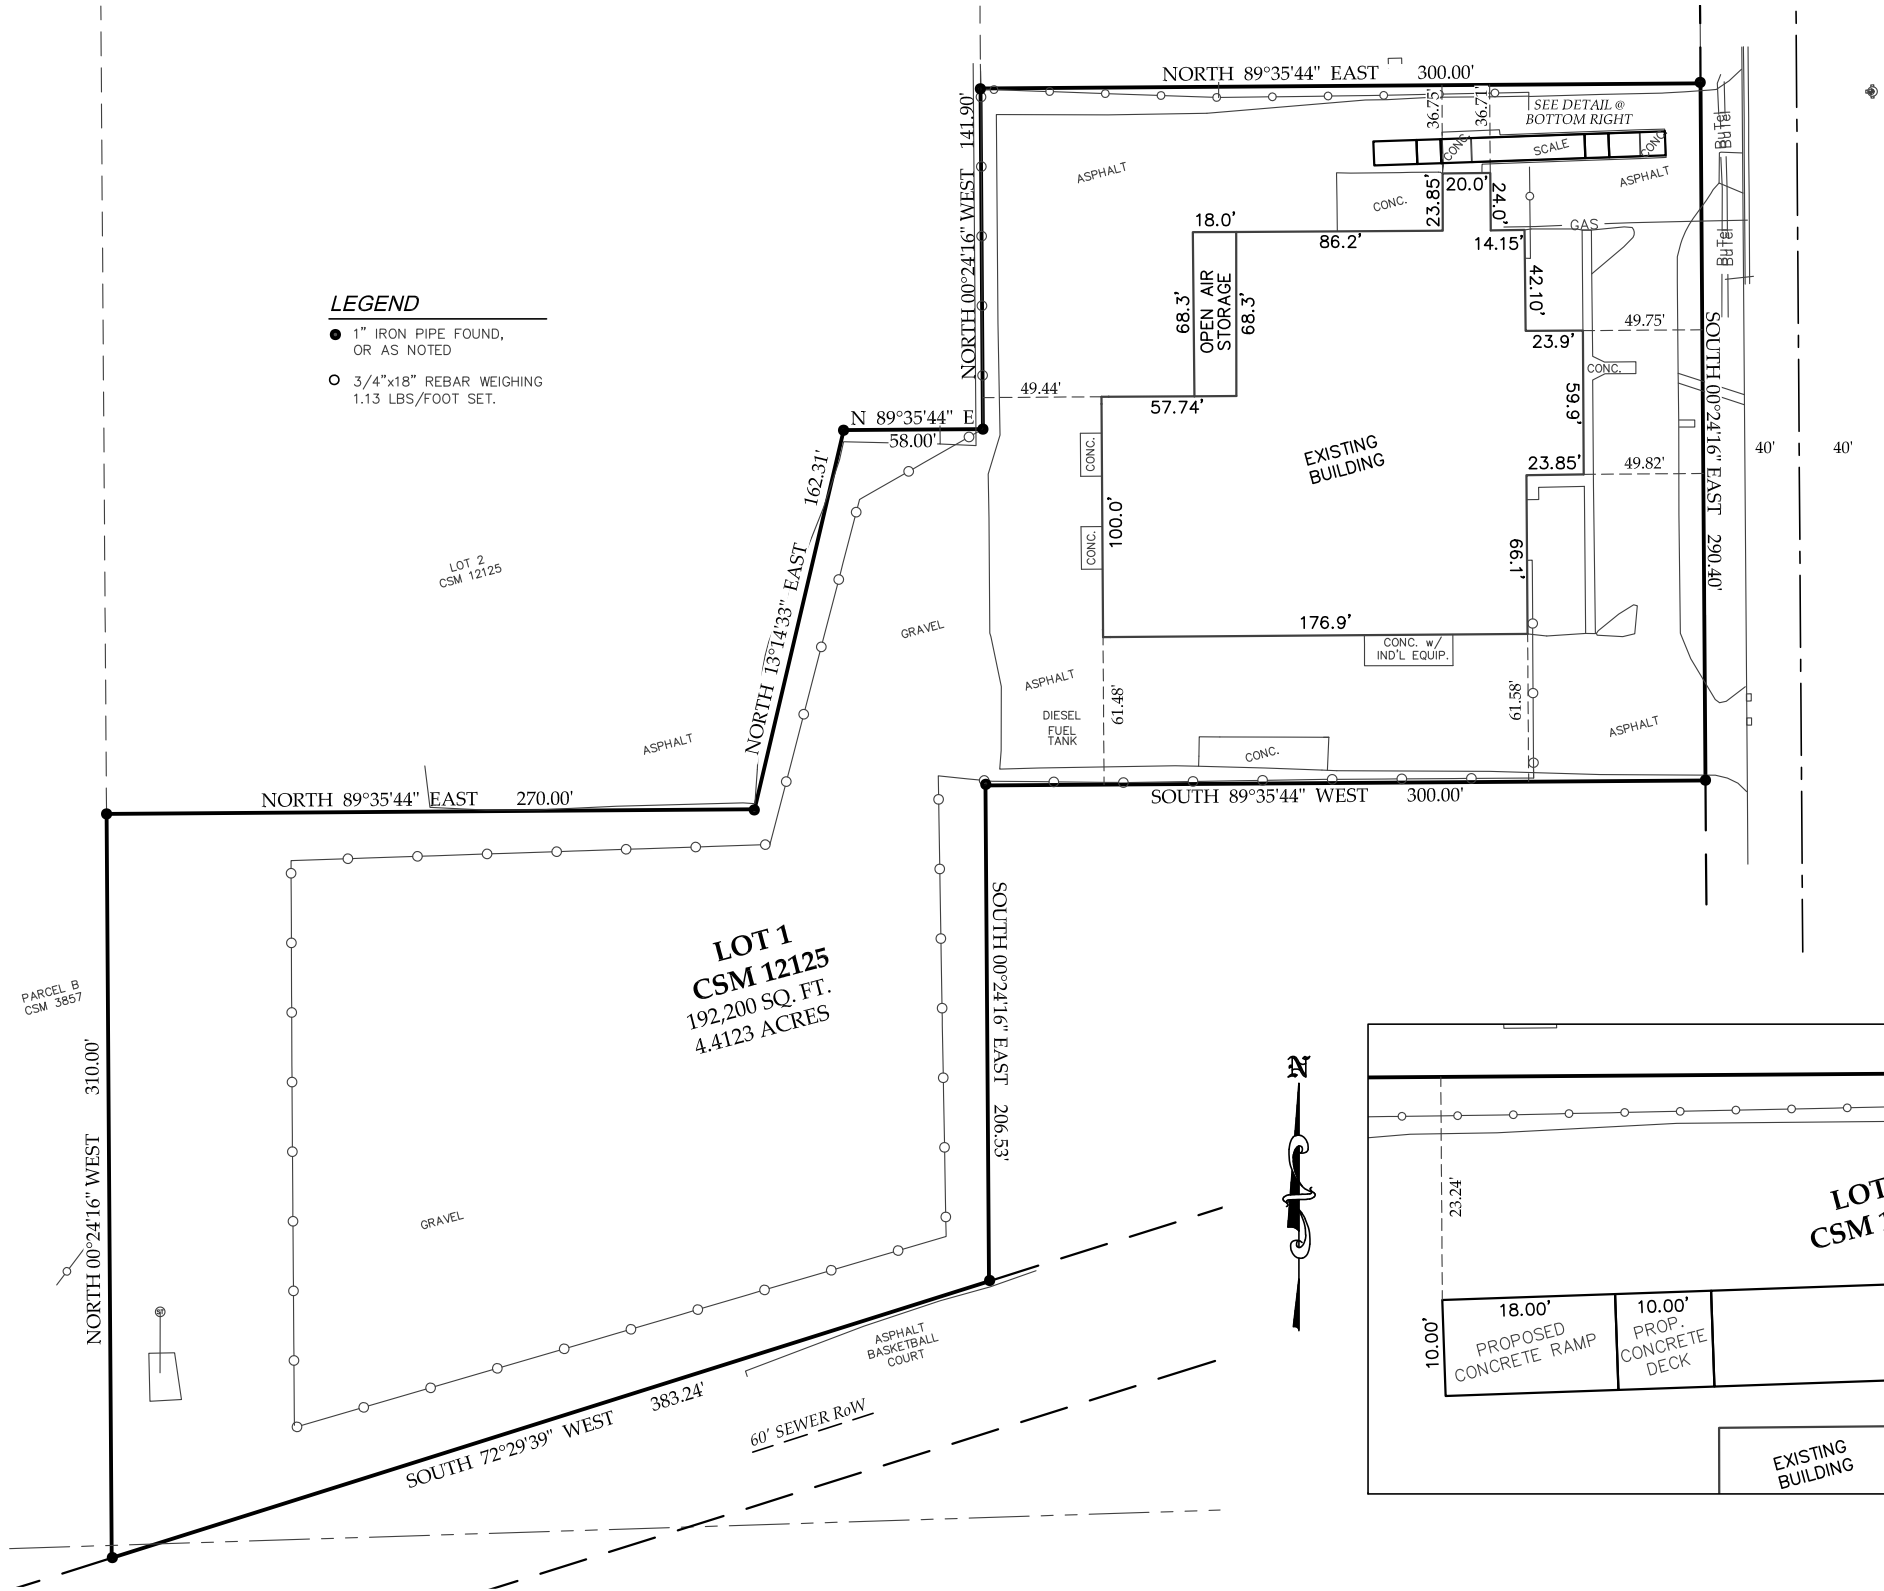 NORTH 89°35'44" EAST 300.00'
NORTH 00°24'16" WEST 141.90'
36.75'
36.71'
SEE DETAIL @
BOTTOM RIGHT
CONC.
SCALE
CONC.
ASPHALT
ASPHALT
CONC.
23.85'
20.0'
24.0'
18.0'
86.2'
14.15'
GAS
OPEN AIR
STORAGE
68.3'
68.3'
42.10'
49.75'
23.9'
CONC.
59.9'
SOUTH 00°24'16" EAST 290.40'
40'
40'
LEGEND
1" IRON PIPE FOUND,
OR AS NOTED
3/4"x18" REBAR WEIGHING
1.13 LBS/FOOT SET.
49.44'
57.74'
N 89°35'44" E
58.00'
NORTH 13°14'33" EAST 162.31'
CONC.
CONC.
100.0'
EXISTING
BUILDING
23.85'
49.82'
66.1'
176.9'
CONC. w/
IND'L EQUIP.
LOT 2
CSM 12125
GRAVEL
ASPHALT
ASPHALT
DIESEL
FUEL
TANK
61.48'
61.58'
CONC.
ASPHALT
NORTH 89°35'44" EAST 270.00'
SOUTH 89°35'44" WEST 300.00'
LOT 1
CSM 12125
192,200 SQ. FT.
4.4123 ACRES
SOUTH 00°24'16" EAST 206.53'
PARCEL B
CSM 3857
NORTH 00°24'16" WEST 310.00'
GRAVEL
ST
ASPHALT
BASKETBALL
COURT
SOUTH 72°29'39" WEST 383.24'
60' SEWER RoW
N
23.24'
LOT
CSM 1
18.00'
10.00'
10.00'
PROPOSED
CONCRETE RAMP
PROP.
CONCRETE
DECK
EXISTING
BUILDING